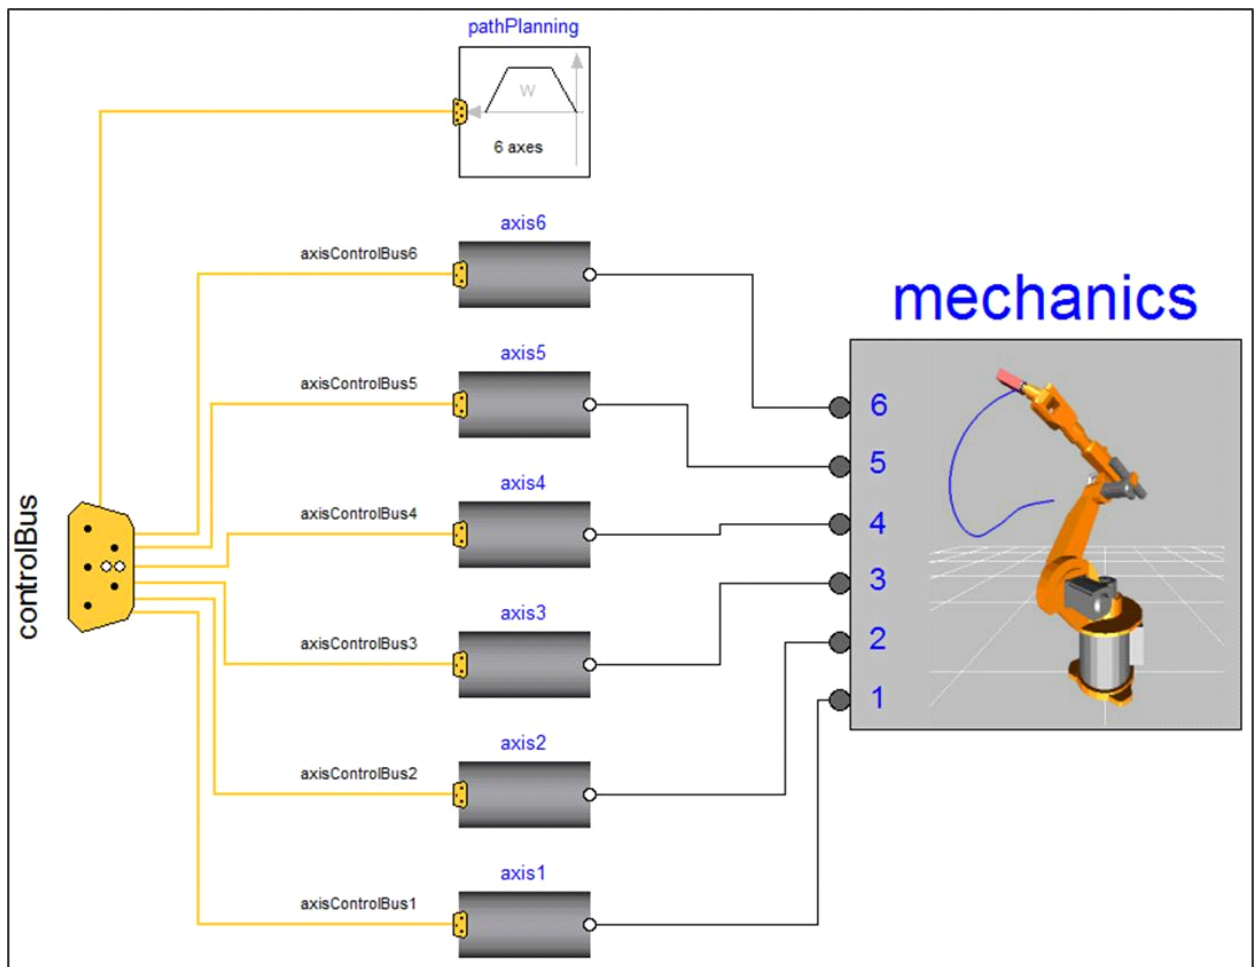 pathPlanning
W
6 axes
axis6
axisControlBus6
mechanics
axis5
axisControlBus5
6
5
axis4
axisControlBus4
4
controlBus
3
axis3
axisControlBus3
2
1
axis2
axisControlBus2
axis1
axisControlBus1